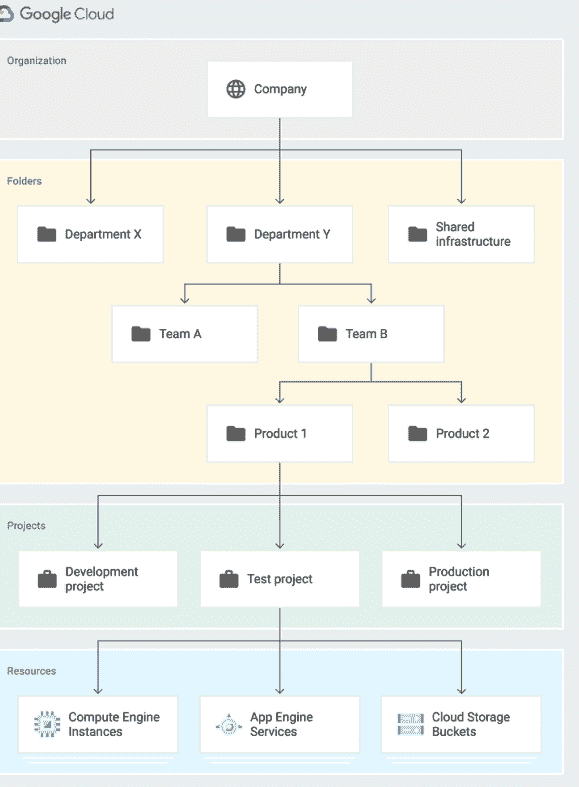 Google Cloud
Organization
Company
Folders
Department X
Department Y
Shared
infrastructure
Team A
Team B
Product 1
Product 2
Projects
Development
project
Test project
Production
project
Resources
Compute Engine
Instances
App Engine
Services
Cloud Storage
Buckets